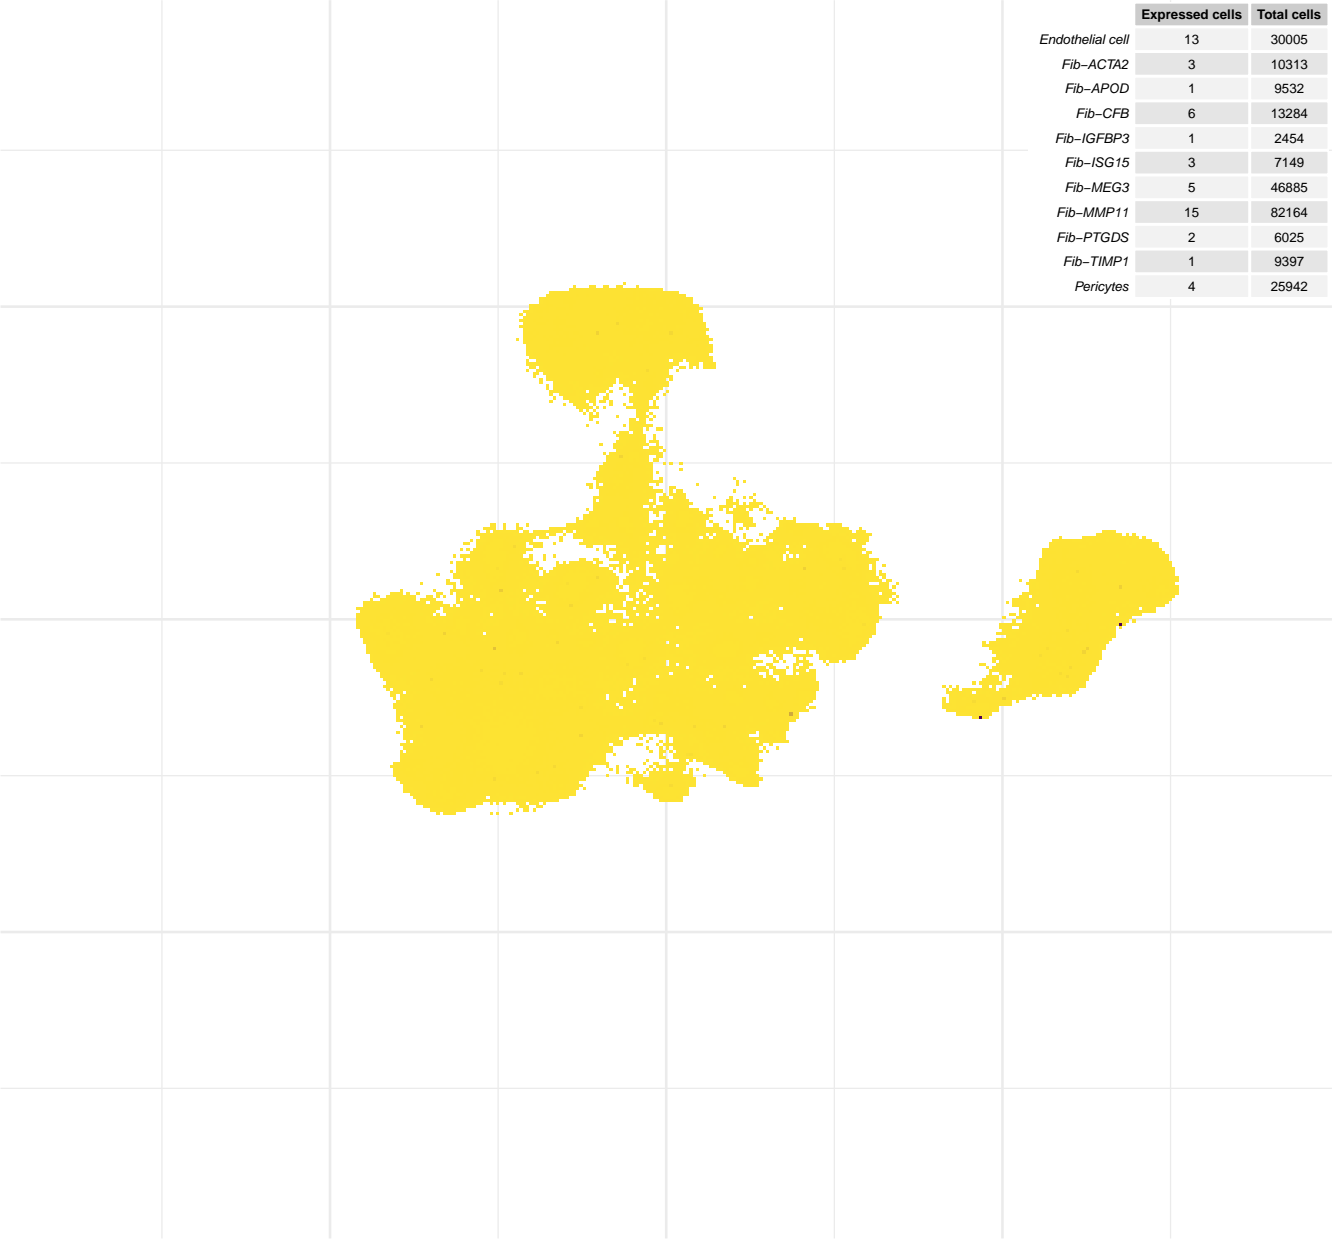 Expressed cells Total cells
Endothelial cell 13 30005
Fib−ACTA2 3 10313
Fib−APOD 1 9532
Fib−CFB 6 13284
Fib−IGFBP3 1 2454
Fib−ISG15 3 7149
Fib−MEG3 5 46885
Fib−MMP11 15 82164
Fib−PTGDS 2 6025
Fib−TIMP1 1 9397
Pericytes 4 25942